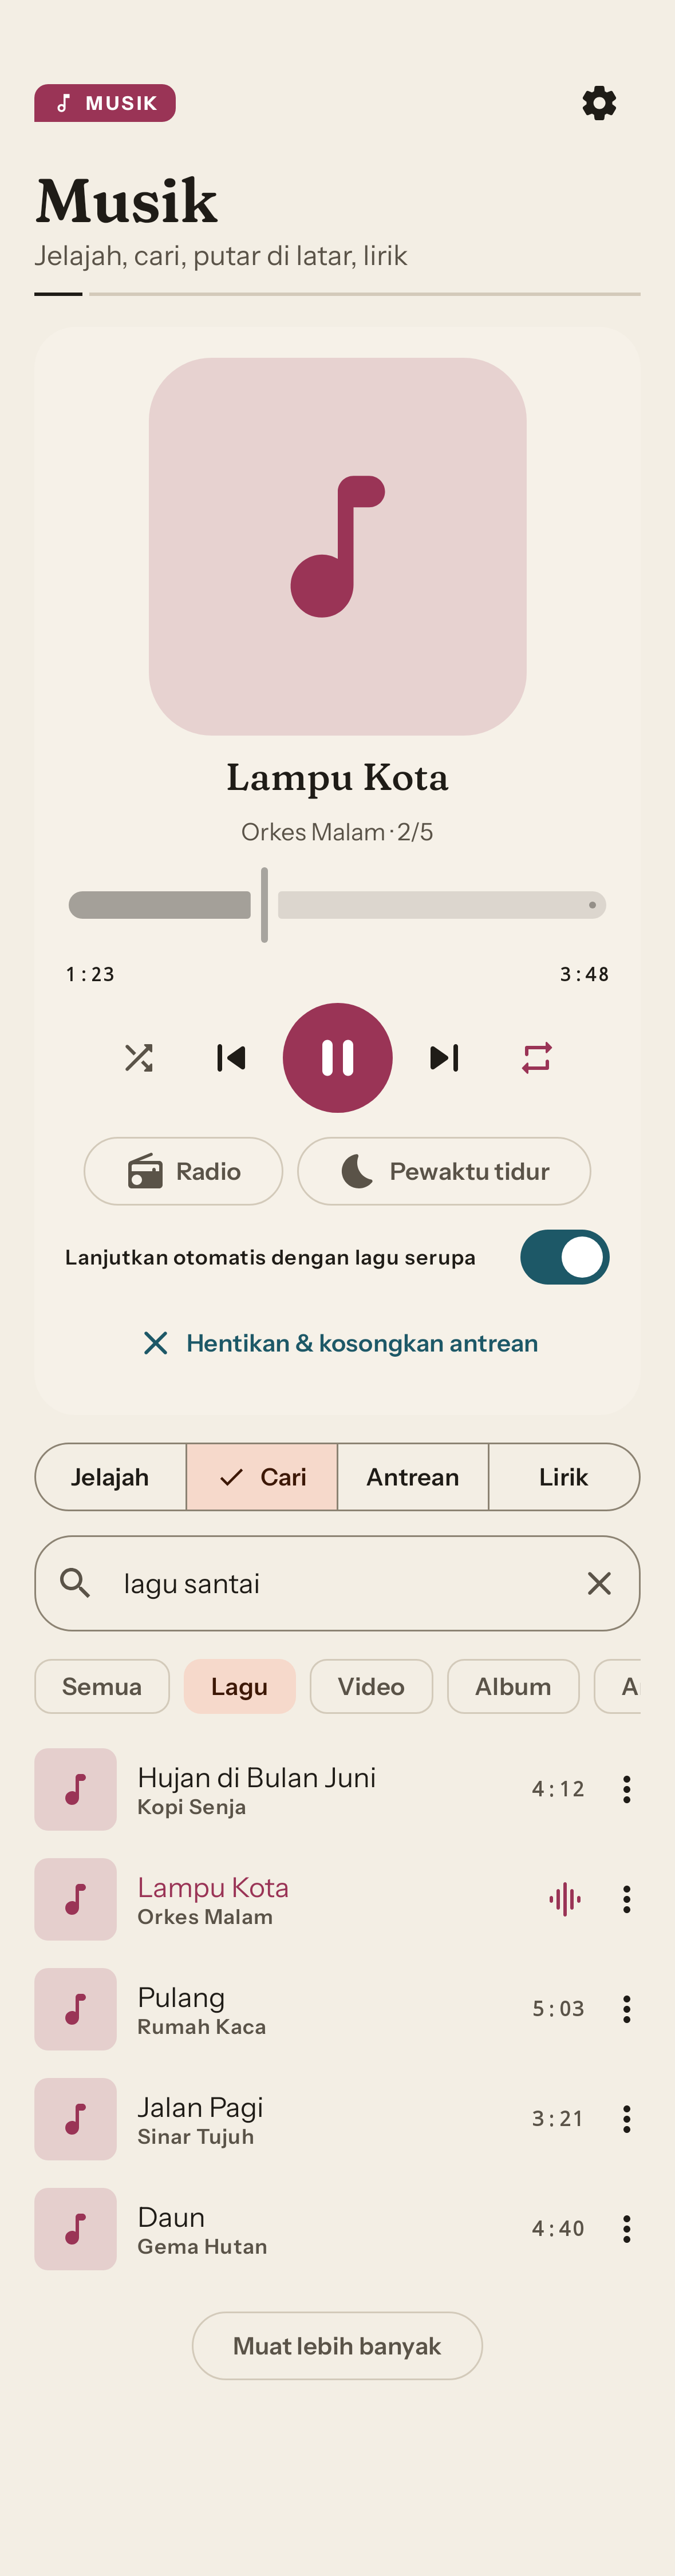 MUSIK
Musik
Jelajah, cari, putar di latar, lirik
Lampu Kota
Orkes Malam · 2/5
1:23 3:48
Radio Pewaktu tidur
Lanjutkan otomatis dengan lagu serupa
Hentikan & kosongkan antrean
Jelajah Cari Antrean Lirik
lagu santai
Semua Lagu Video Album
Hujan di Bulan Juni
Kopi Senja
4:12
Lampu Kota
Orkes Malam
Pulang
Rumah Kaca
5:03
Jalan Pagi
Sinar Tujuh
3:21
Daun
Gema Hutan
4:40
Muat lebih banyak